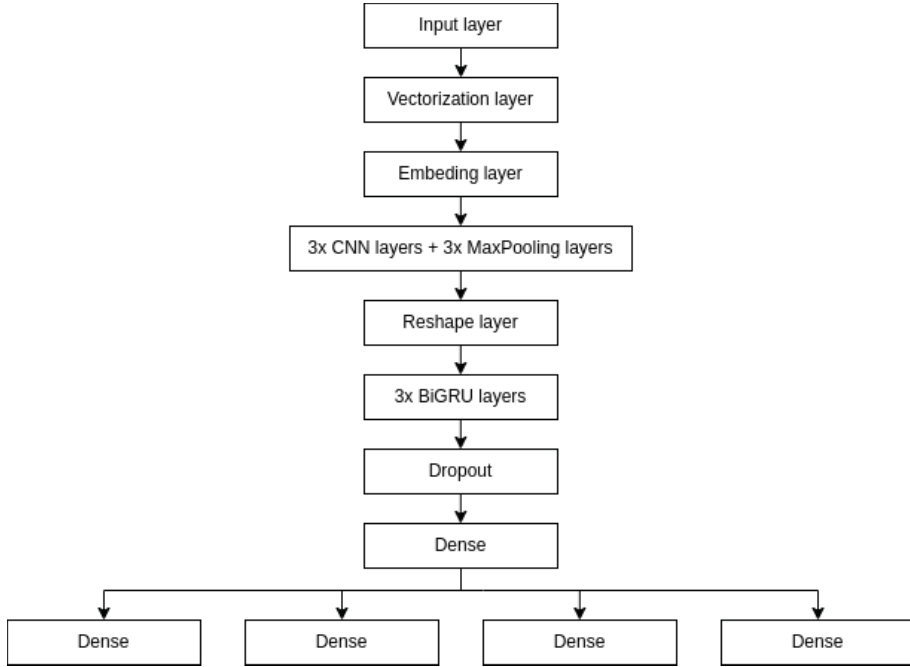 Input layer
Vectorization layer
Embeding layer
3x CNN layers + 3x MaxPooling layers
Reshape layer
3x BiGRU layers
Dropout
Dense
Dense
Dense
Dense
Dense